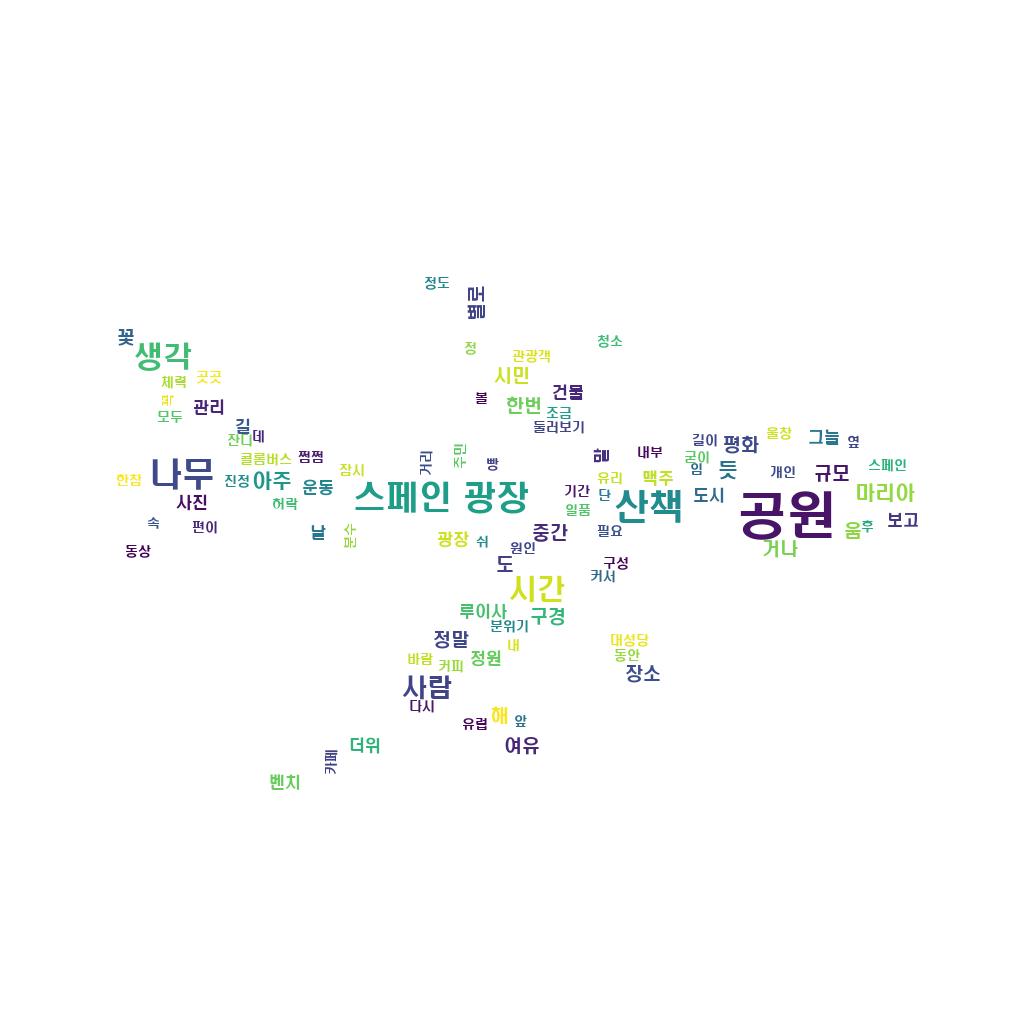 정도
별로
꽃
생각
정
관광객
청소
체력
곳곳
시민
모두
관리
볼
한번
건물
조금
둘러보기
길
잔디
데
콜롬버스
쩜쩜
잠시
거리
주민
빵
내부
길이
평화
울창
그늘
옆
한참
나무
진정
아주
운동
스페인 광장
기간
유리
맥주
굳이
임
듯
개인
규모
스페인
사진
허락
단
산책
도시
공원
마리아
속
편이
날
분수
광장
쉬
일품
중간
필요
움
후
보고
동상
원인
도
구성
거나
커서
시간
루이사
구경
분위기
정말
내
대성당
바람
커피
정원
동안
장소
사람
다시
유럽
해
앞
더위
카페
여유
벤치